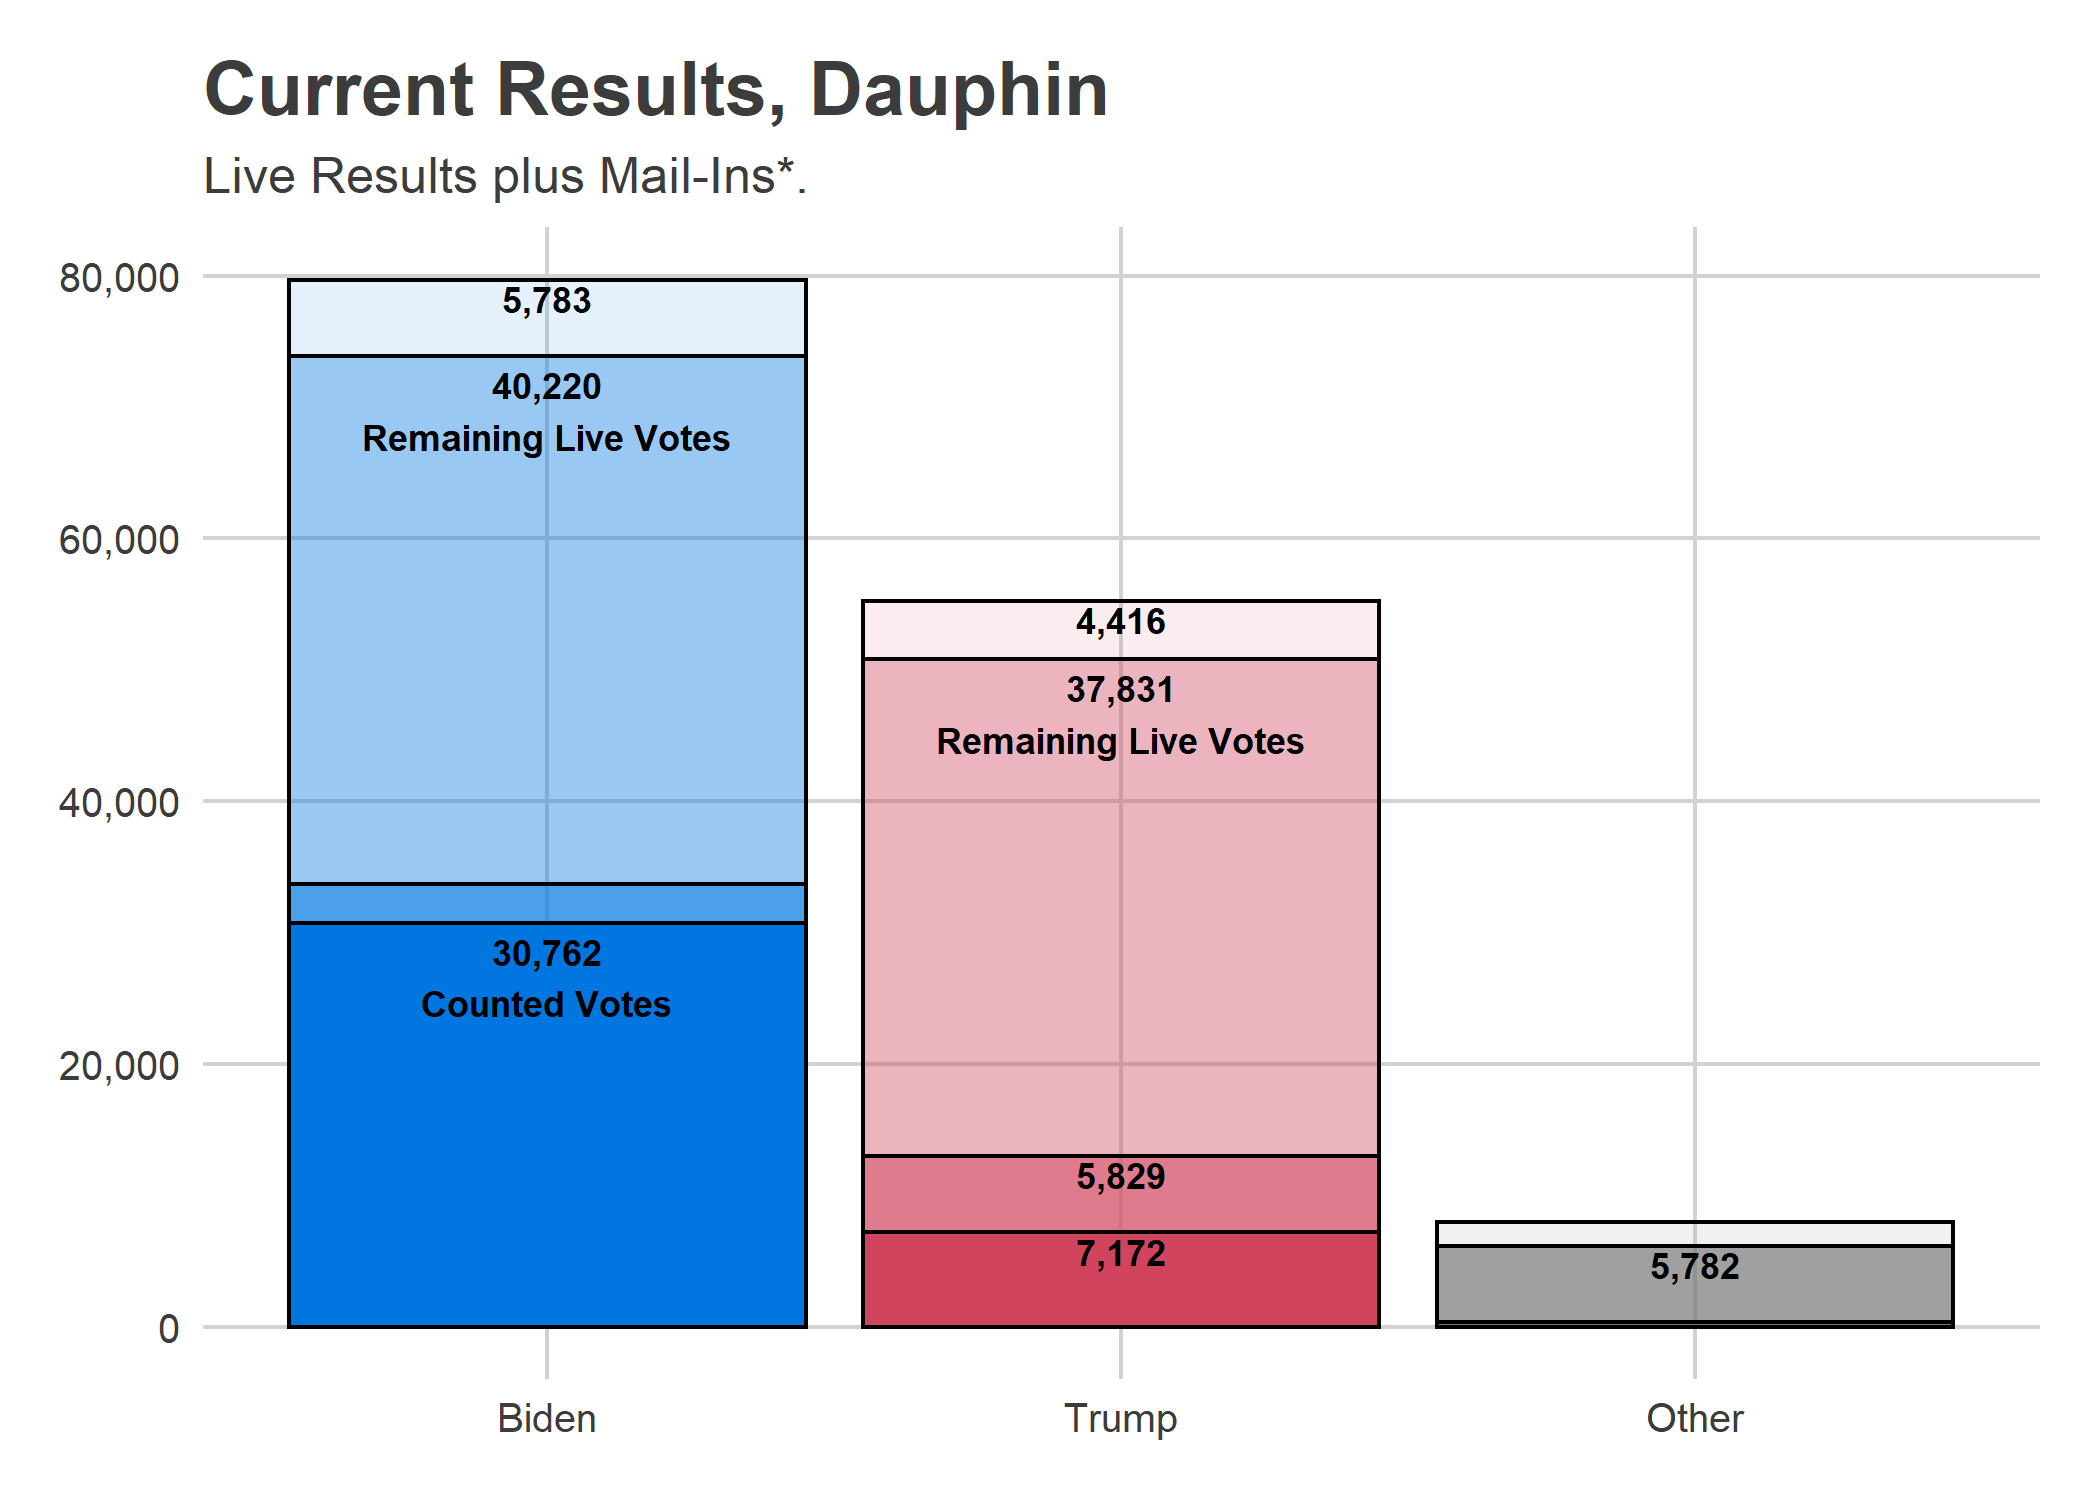 Current Results, Dauphin
Live Results plus Mail-Ins*.
80,000
60,000
40,000
20,000
0
5,783
40,220
Remaining Live Votes
30,762
Counted Votes
4,416
37,831
Remaining Live Votes
5,829
7,172
5,782
Biden
Trump
Other